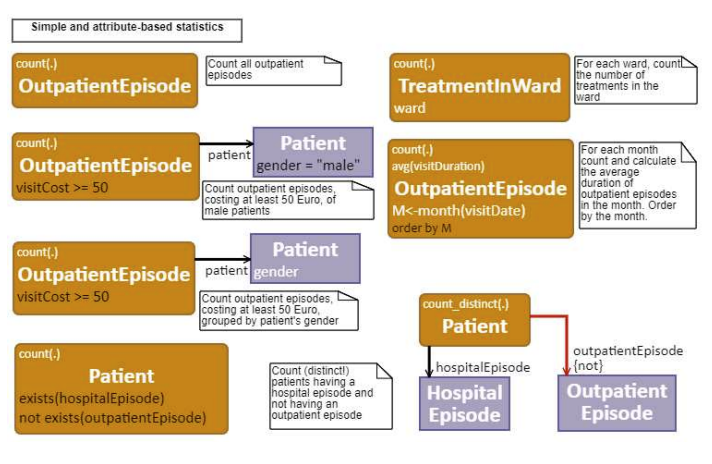 Simple and attribute-based statistics
count(.)
OutpatientEpisode
Count all outpatient
episodes
count(.)
TreatmentInWard
ward
For each ward, count
the number of
treatments in the
ward
count(.)
OutpatientEpisode
visitCost >= 50
patient
Patient
gender = "male"
Count outpatient episodes,
costing at least 50 Euro, of
male patients
count(.)
avg(visitDuration)
OutpatientEpisode
M<-month(visitDate)
order by M
For each month
count and calculate
the average
duration of
outpatient episodes
in the month. Order
by the month.
count(.)
OutpatientEpisode
visitCost >= 50
patient
Patient
gender
Count outpatient episodes,
costing at least 50 Euro,
grouped by patient's gender
count(.)
Patient
exists(hospitalEpisode)
not exists(outpatientEpisode)
Count (distinct!)
patients having a
hospital episode and
not having an
outpatient episode
count_distinct(.)
Patient
hospitalEpisode
outpatientEpisode
{not}
Hospital
Episode
Outpatient
Episode